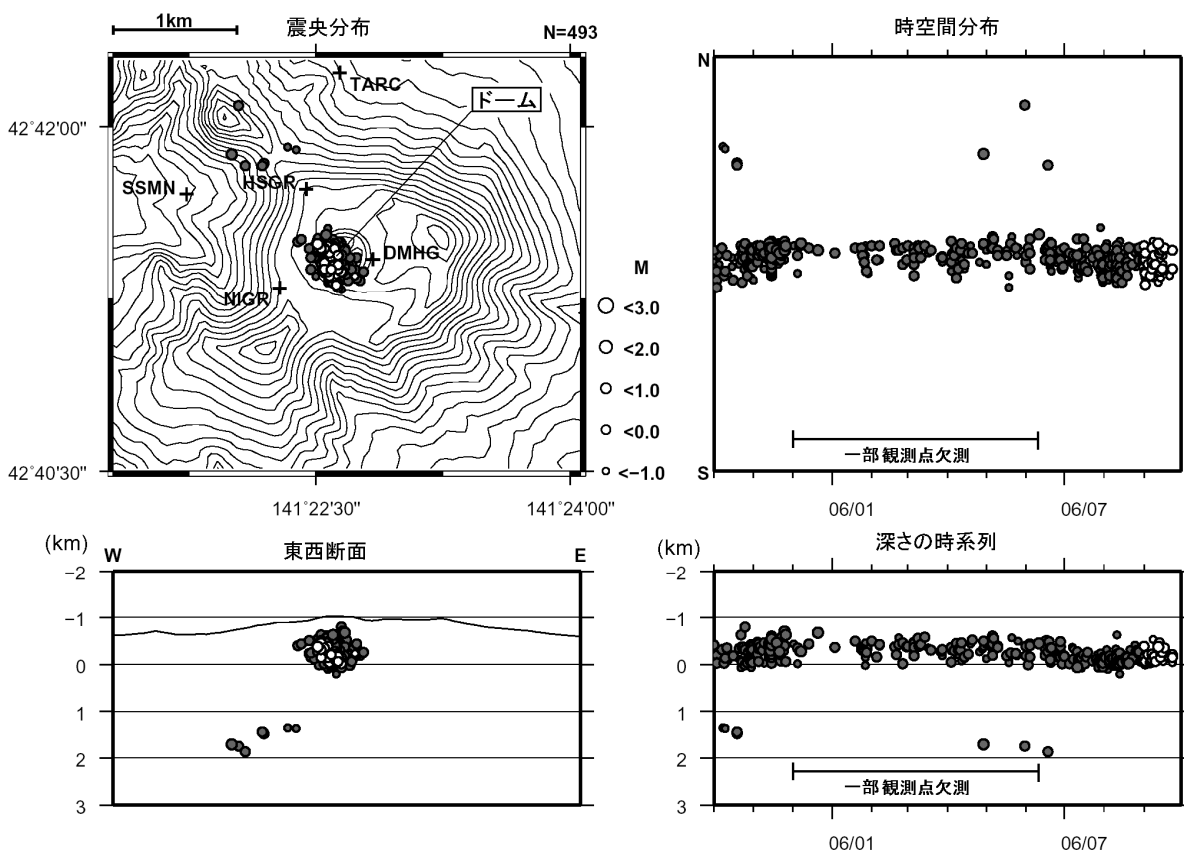 1km
震央分布
N=493
TARC
ドーム
42˚42'00"
SSMN
HSGR
DMHG
NIGR
42˚40'30"
141˚22'30"
141˚24'00"
M
<3.0
<2.0
<1.0
<0.0
<−1.0
時空間分布
N
S
一部観測点欠測
06/01
06/07
(km)
W
東西断面
E
−2
−1
0
1
2
3
(km)
深さの時系列
−2
−1
0
1
2
3
一部観測点欠測
06/01
06/07